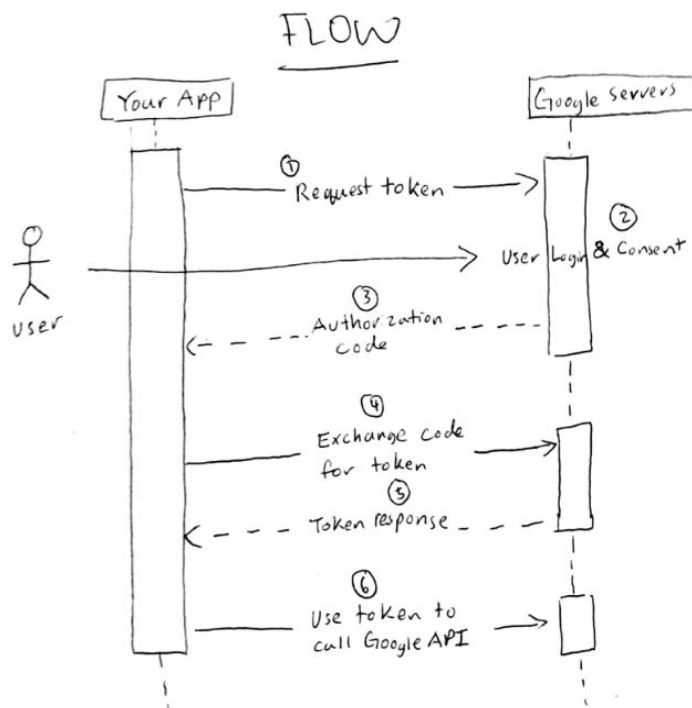 FLOW
Your App
Google Servers
①
Request token
②
User Login & Consent
user
③
Authorization
code
④
Exchange code
for token
⑤
Token response
⑥
Use token to
call Google API